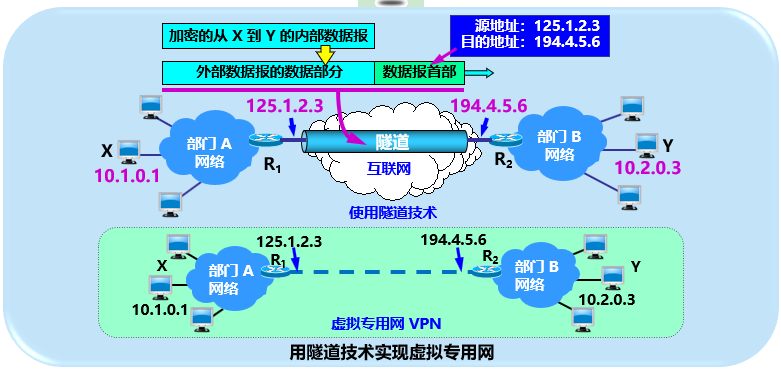 加密的从 X 到 Y 的内部数据报
源地址：125.1.2.3
目的地址：194.4.5.6
外部数据报的数据部分
数据报首部
125.1.2.3
194.4.5.6
部门 A
网络
X
10.1.0.1
R1
隧道
互联网
R2
部门 B
网络
Y
10.2.0.3
使用隧道技术
125.1.2.3
194.4.5.6
X
部门 A
网络
R1
10.1.0.1
R2
部门 B
网络
Y
10.2.0.3
虚拟专用网 VPN
用隧道技术实现虚拟专用网